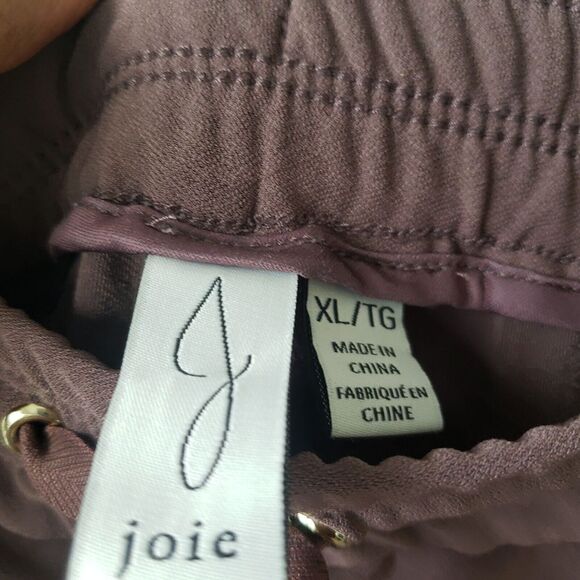 J
joie
XL/TG
MADE IN
CHINA
FABRIQUÉ EN
CHINE